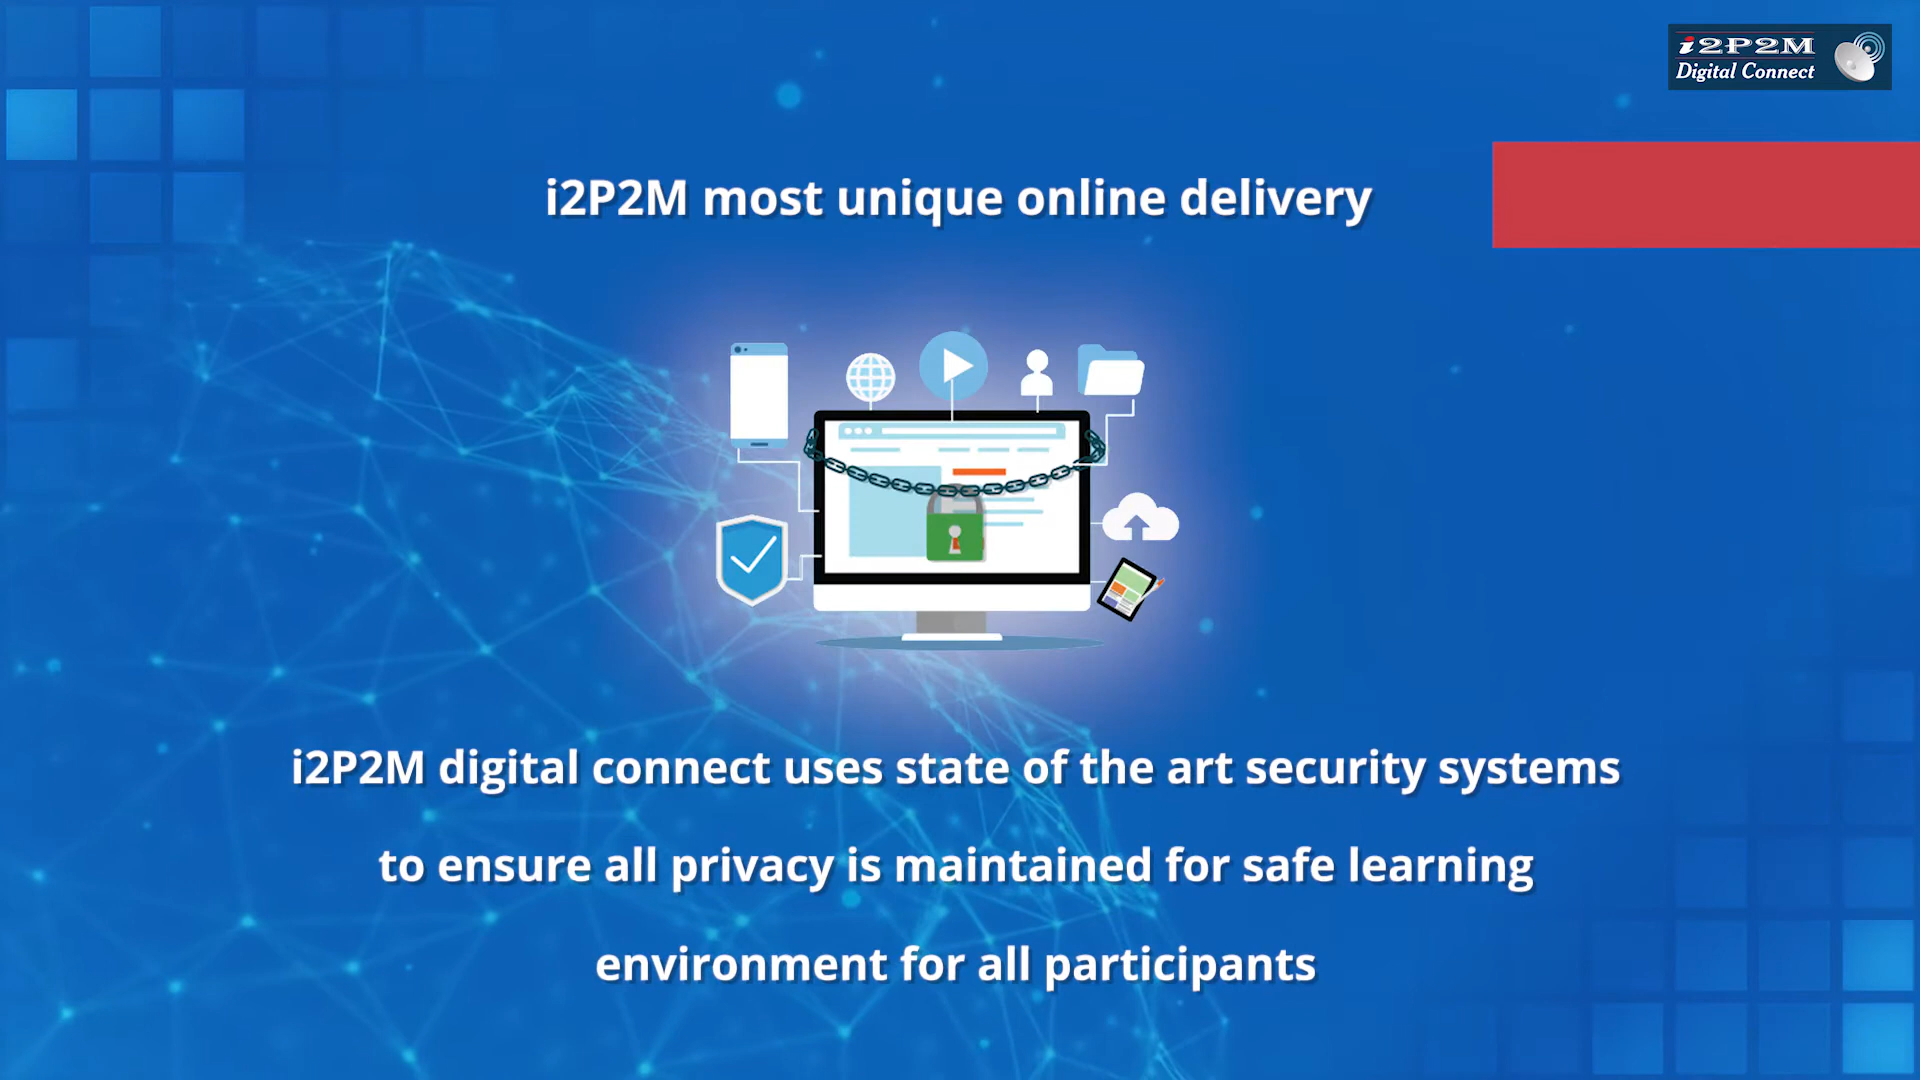 i2P2M
Digital Connect
i2P2M most unique online delivery
i2P2M digital connect uses state of the art security systems
to ensure all privacy is maintained for safe learning
environment for all participants